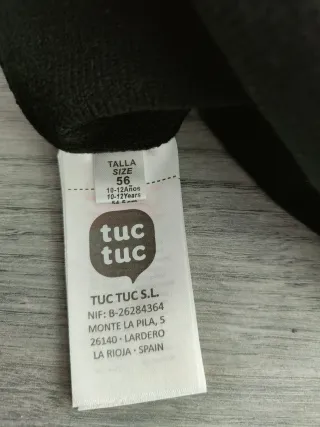 TALLA
SIZE
56
10-12Años
10-12Years
tuc
tuc
TUC TUC S.L.
NIF: B-26284364
MONTE LA PILA, 5
26140 · LARDERO
LA RIOJA · SPAIN